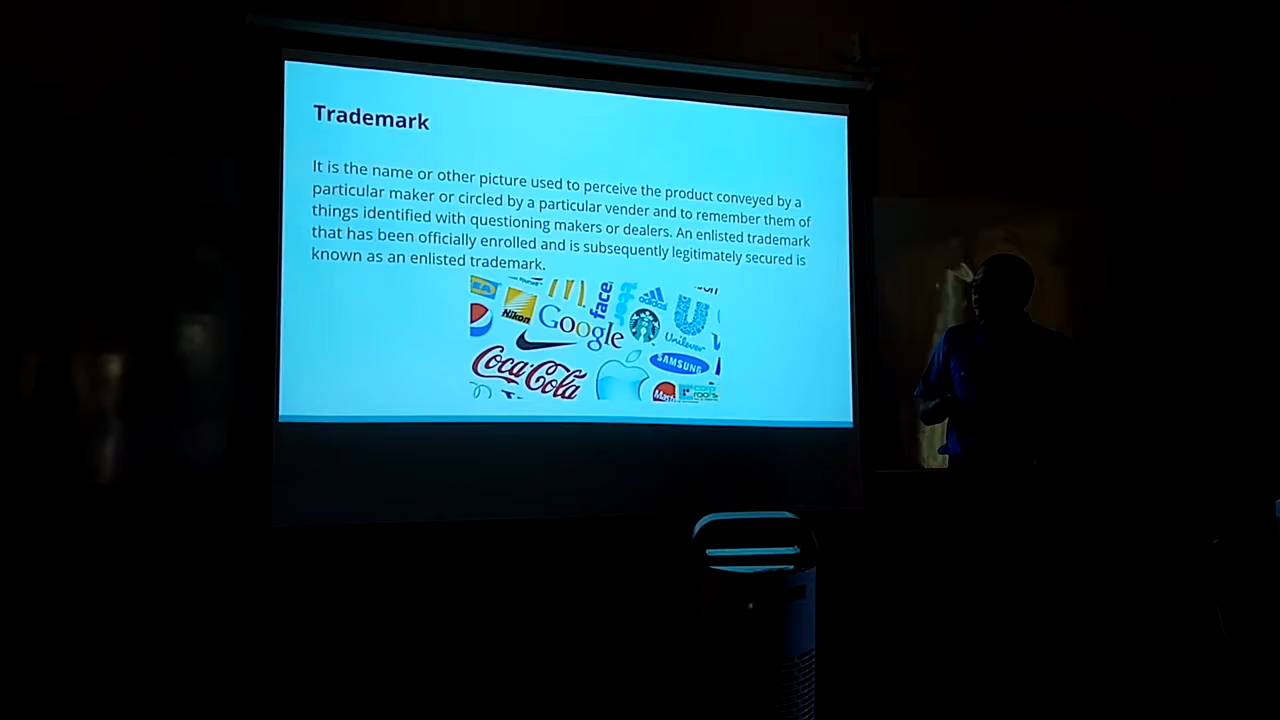 Trademark
It is the name or other picture used to perceive the product conveyed by a
particular maker or circled by a particular vender and to remember them of
things identified with questioning makers or dealers. An enlisted trademark
that has been officially enrolled and is subsequently legitimately secured is
known as an enlisted trademark.
face
adidas
Nikon
Google
Unilever
SAMSUNG
Coca-Cola
Mast
corp
roots